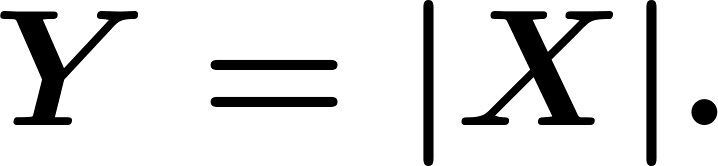 Y = |X|.